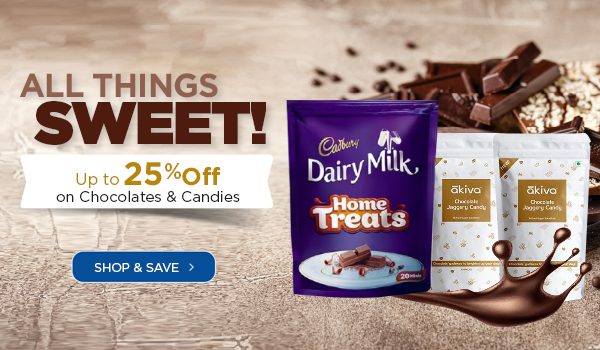 ALL THINGS
SWEET!
Up to 25% Off
on Chocolates & Candies
SHOP & SAVE >
Cadbury
Dairy Milk
Home
Treats
20 Minis
ākiva
Chocolate
Jaggery Candy
ākiva
Chocolate
Jaggery Candy